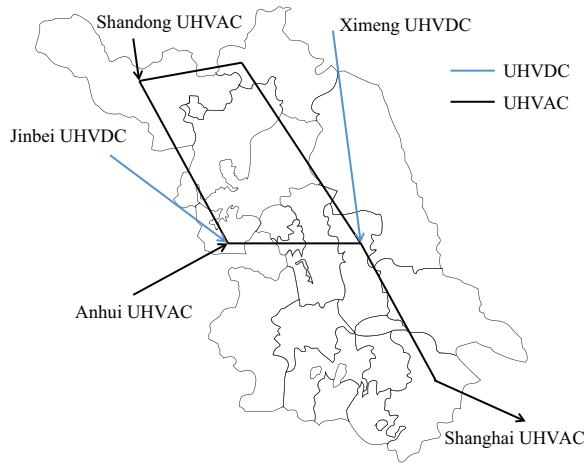 Shandong UHVAC
Ximeng UHVDC
UHVDC
UHVAC
Jinbei UHVDC
Anhui UHVAC
Shanghai UHVAC